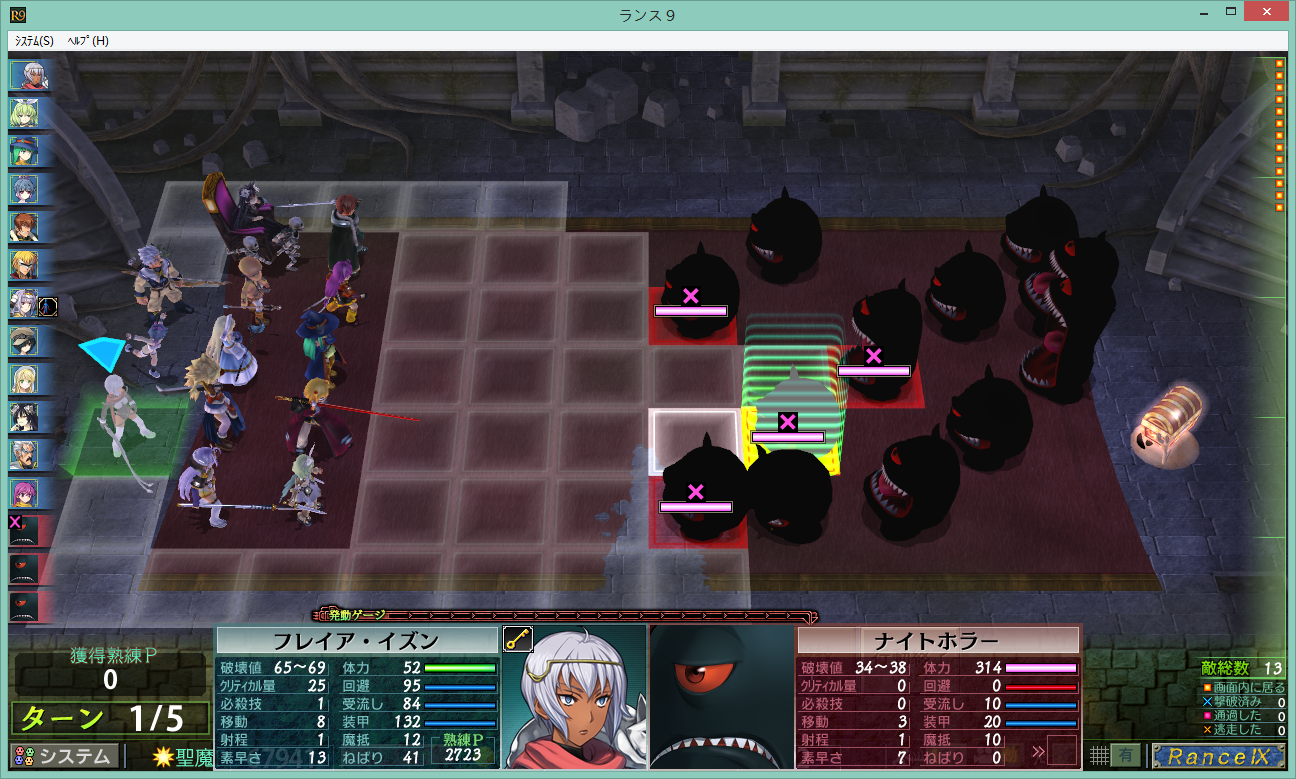 R9
ランス９
ｼｽﾃﾑ(S) ﾍﾙﾌﾟ(H)
発動ゲージ
獲得熟練Ｐ
0
ターン 1/5
システム
聖魔
フレイア・イズン
破壊値 65～69 体力 52
ｸﾘﾃｨｶﾙ量 25 回避 95
必殺技 1 受流し 84
移動 8 装甲 132
射程 1 魔抵 12
素早さ 13 ねばり 41
熟練Ｐ
2723
ナイトホラー
破壊値 34～38 体力 314
ｸﾘﾃｨｶﾙ量 0 回避 0
必殺技 0 受流し 10
移動 3 装甲 20
射程 1 魔抵 10
素早さ 7 ねばり 0
敵総数 13
画面内に居る
撃破済み 0
通過した 0
逃走した 0
有
Rance IX